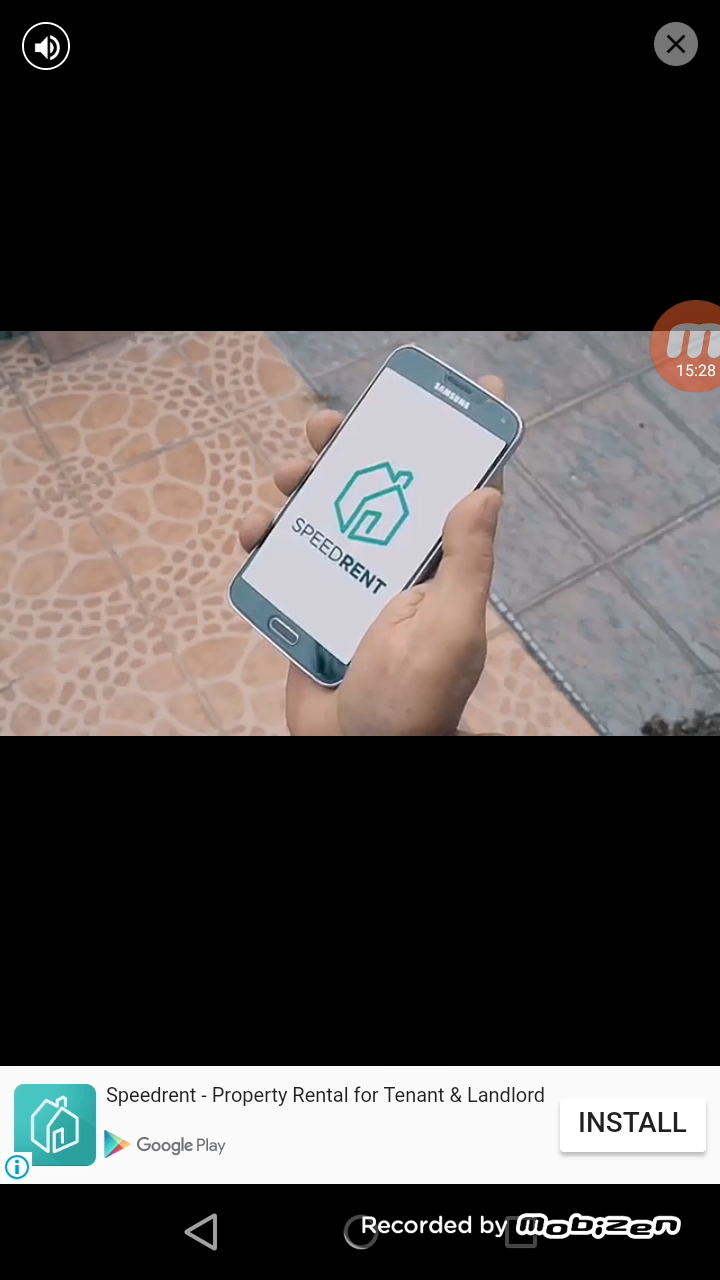 15:28
SAMSUNG
SPEEDRENT
Speedrent - Property Rental for Tenant & Landlord
Google Play
INSTALL
Recorded by mobizen